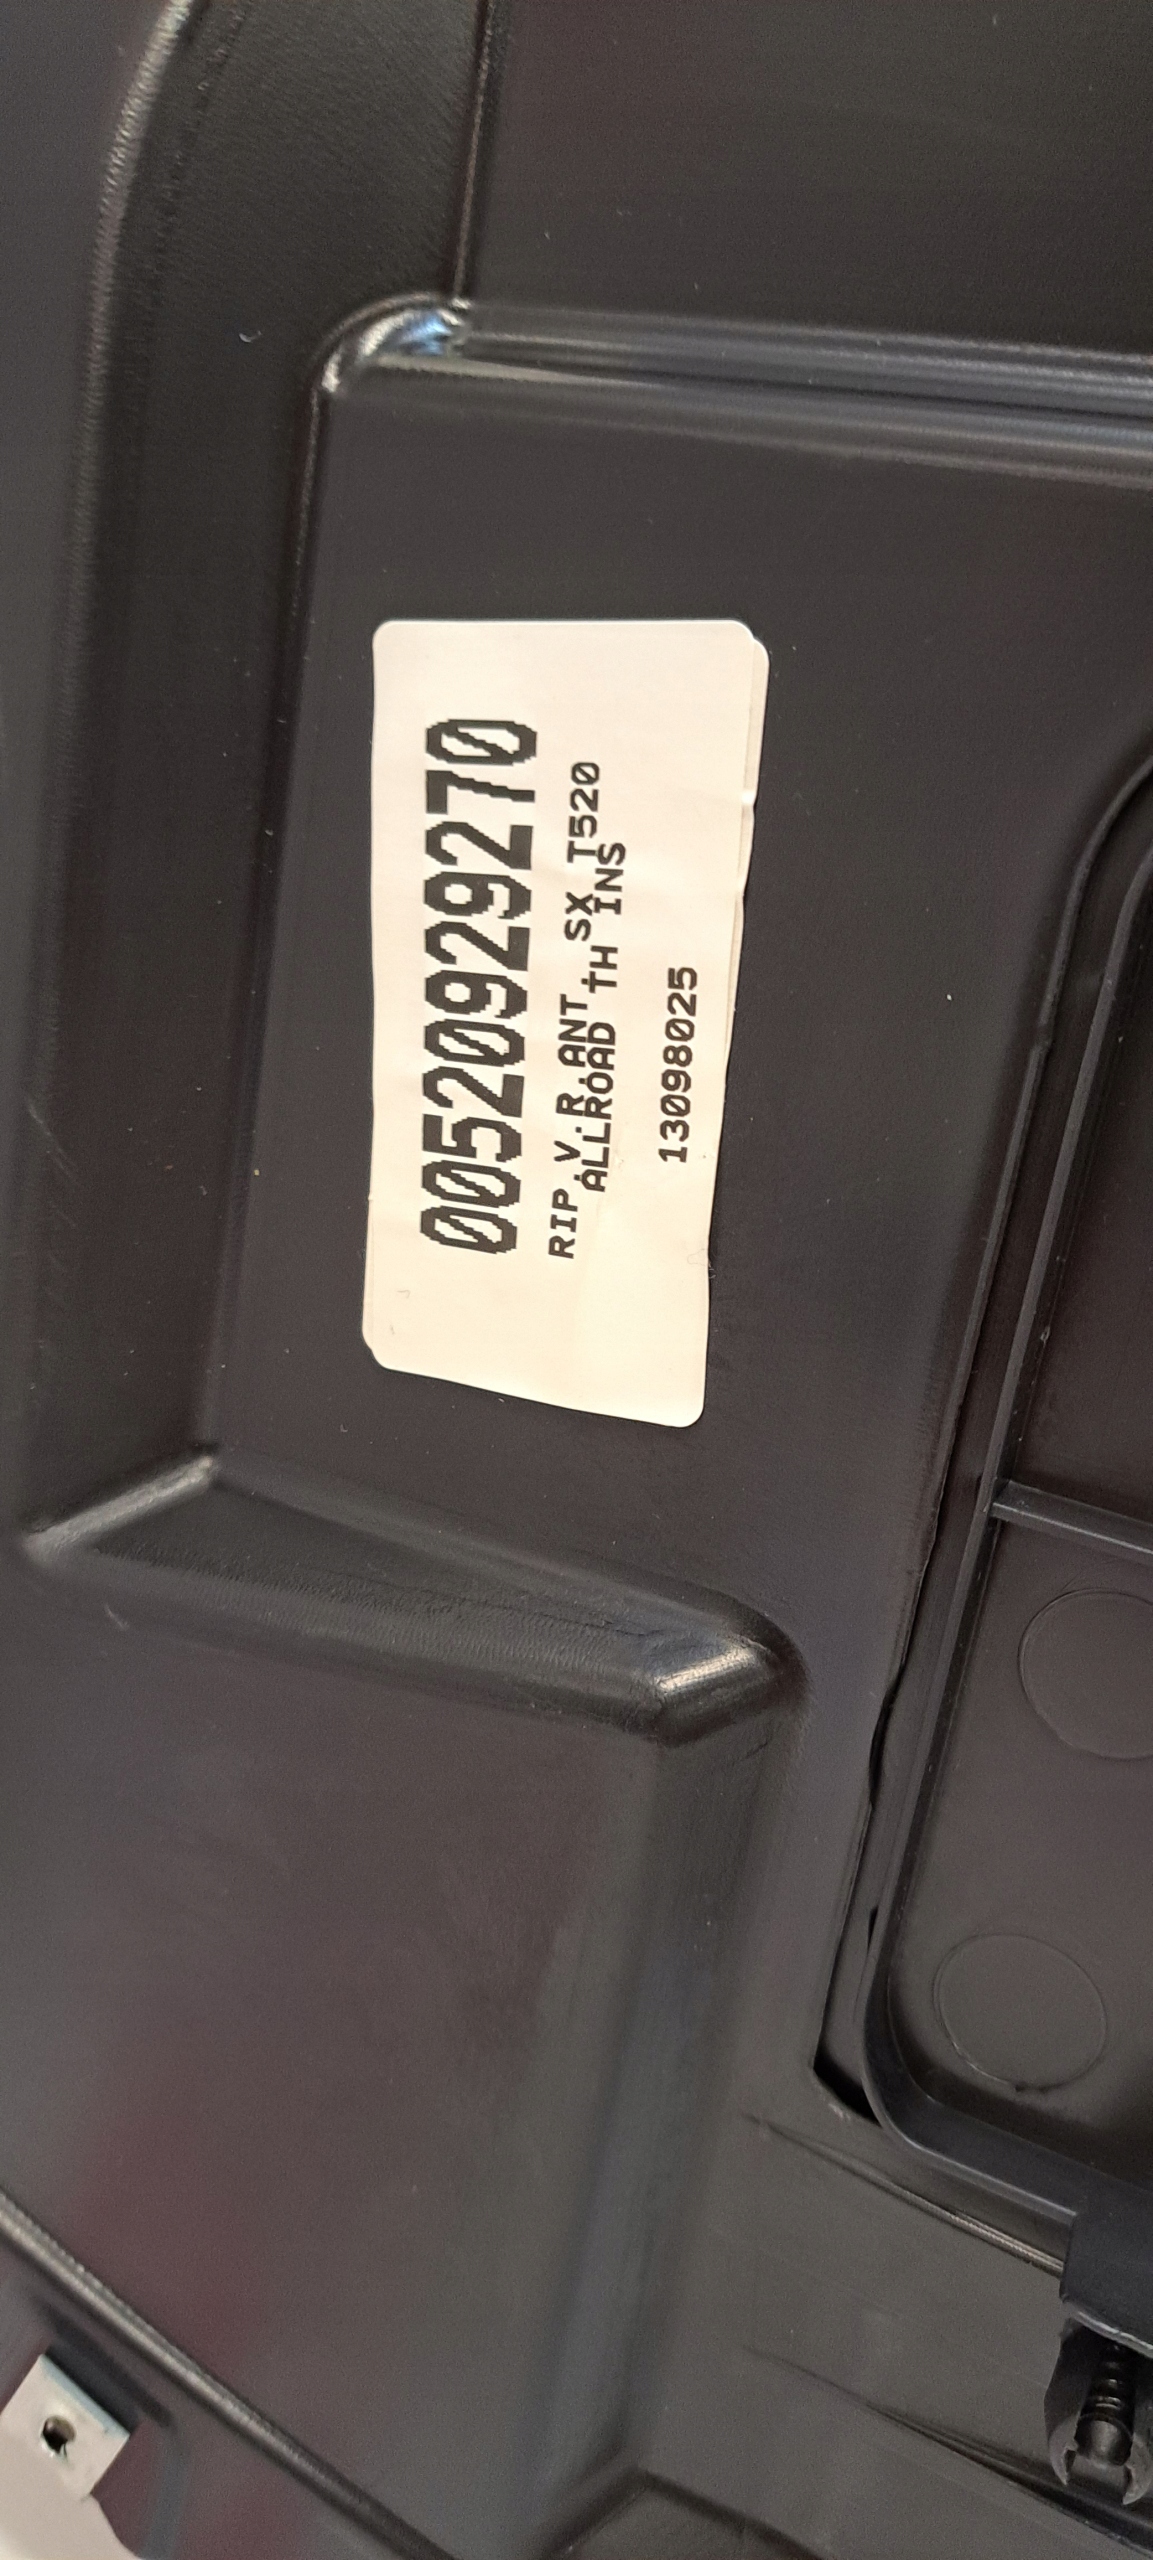 00520929270
RIP.V.R.ANT.SX.T520
ALLROAD TH INS
13098025